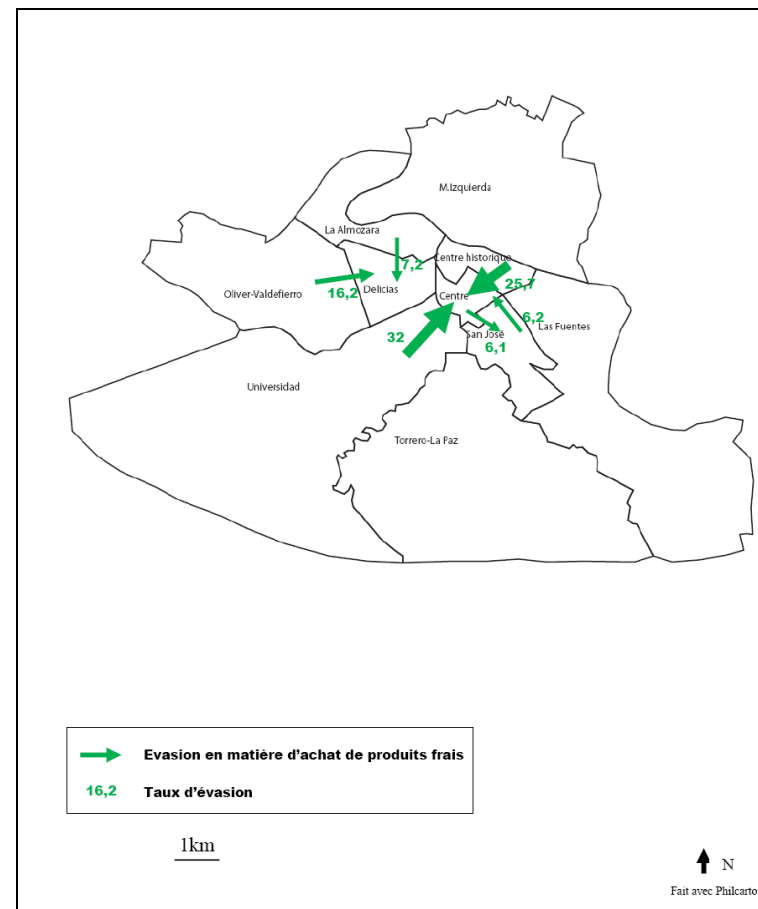 M.Izquierda
La Almozara
7,2
Centre historique
25,7
16,2
Delicias
Oliver-Valdefierro
Centre
6,2
Las Fuentes
32
San José
6,1
Universidad
Torrero-La Paz
Evasion en matière d'achat de produits frais
16,2 Taux d'évasion
1km
N
Fait avec Philcarto